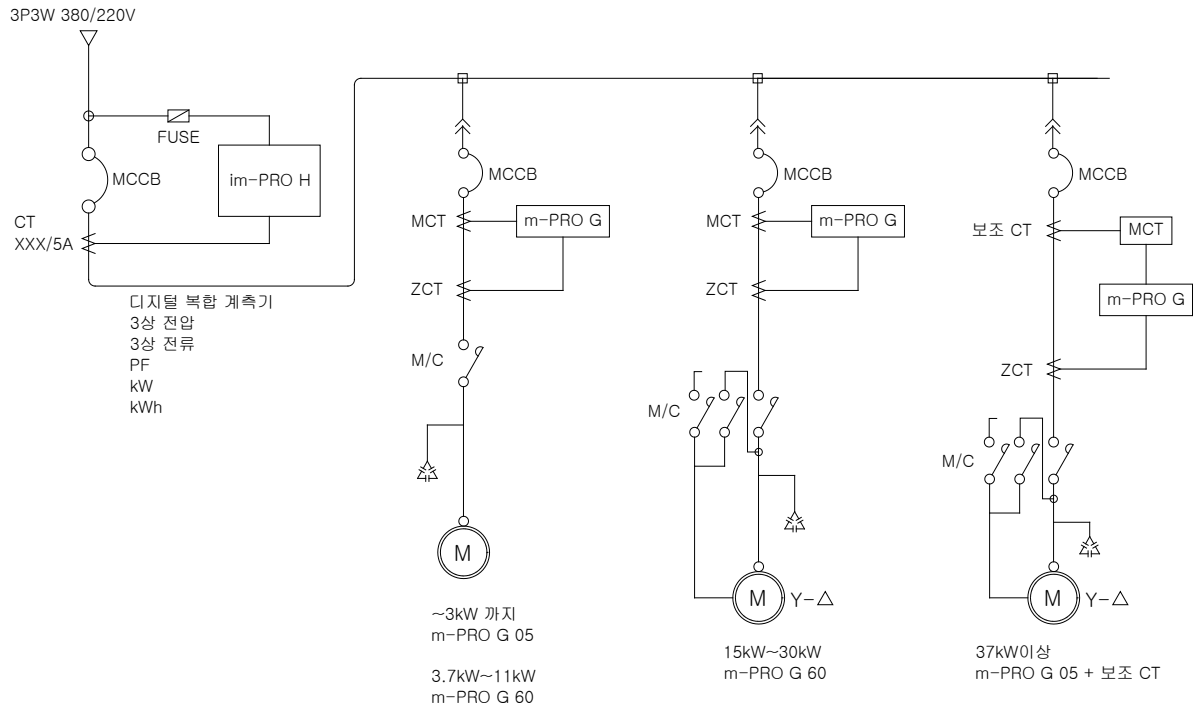 3P3W 380/220V
FUSE
MCCB
im-PRO H
CT
XXX/5A
디지털 복합 계측기
3상 전압
3상 전류
PF
kW
kWh
MCCB
MCT
m-PRO G
ZCT
M/C
M
~3kW 까지
m-PRO G 05
3.7kW~11kW
m-PRO G 60
MCCB
MCT
m-PRO G
ZCT
M/C
M
Y-△
15kW~30kW
m-PRO G 60
MCCB
보조 CT
MCT
m-PRO G
ZCT
M/C
M
Y-△
37kW이상
m-PRO G 05 + 보조 CT